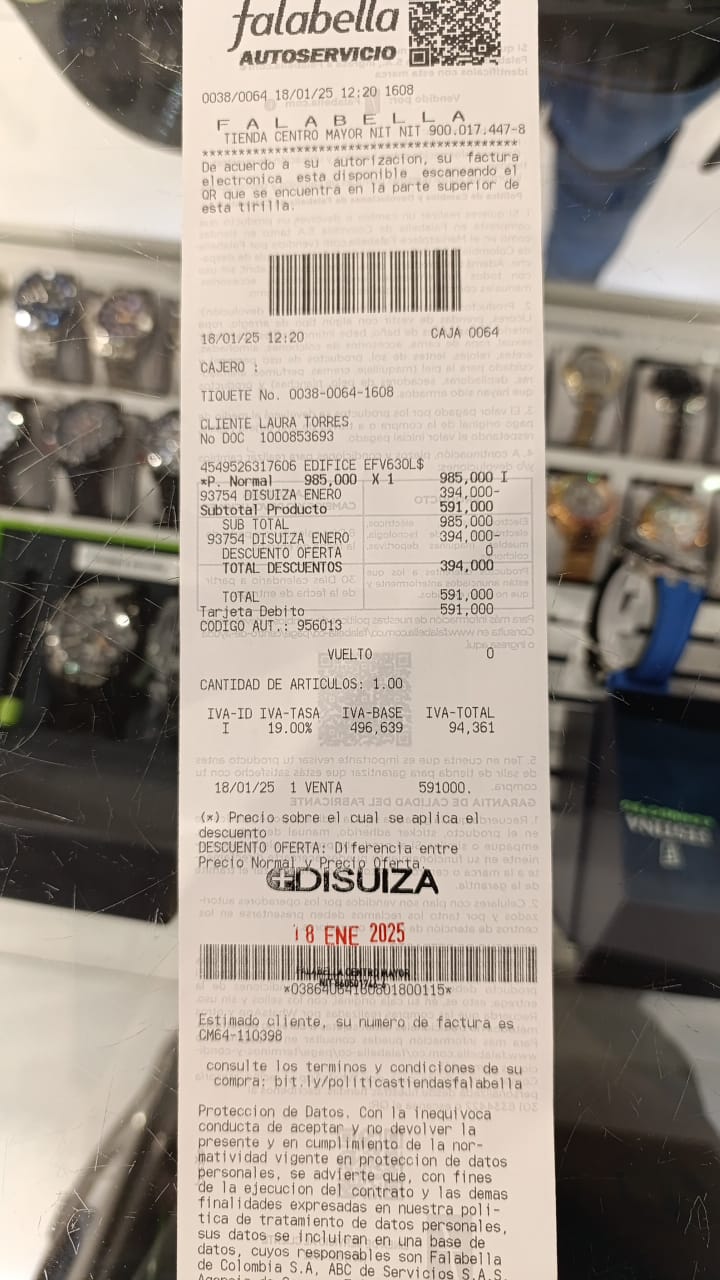 falabella
AUTOSERVICIO
0038/0064 18/01/25 12:20 1608
F A L A B E L L A
TIENDA CENTRO MAYOR NIT NIT 900.017.447-8
****************************************
De acuerdo a su autorizacion, su factura
electronica esta disponible escaneando el
QR que se encuentra en la parte superior de
esta tirilla.
18/01/25 12:20 CAJA 0064
CAJERO :
TIQUETE No. 0038-0064-1608
CLIENTE LAURA TORRES
No DOC 1000853693
4549526317606 EDIFICE EFV630L$
*P. Normal 985,000 X 1 985,000 I
93754 DISUIZA ENERO 394,000-
Subtotal Producto 591,000
SUB TOTAL 985,000
93754 DISUIZA ENERO 394,000-
DESCUENTO OFERTA 0
TOTAL DESCUENTOS 394,000
TOTAL 591,000
Tarjeta Debito 591,000
CODIGO AUT.: 956013
VUELTO 0
CANTIDAD DE ARTICULOS: 1.00
IVA-ID IVA-TASA IVA-BASE IVA-TOTAL
I 19.00% 496,639 94,361
18/01/25 1 VENTA 591000.
(*) Precio sobre el cual se aplica el
descuento
DESCUENTO OFERTA: Diferencia entre
Precio Normal y Precio Oferta.
DISUIZA
18 ENE 2025
FALABELLA CENTRO MAYOR
Estimado cliente, su numero de factura es
CM64-110398
consulte los terminos y condiciones de su
compra: bit.ly/politicastiendasfalabella
Proteccion de Datos. Con la inequivoca
conducta de aceptar y no devolver la
presente y en cumplimiento de la nor-
matividad vigente en proteccion de datos
personales, se advierte que, con fines
de la ejecucion del contrato y las demas
finalidades expresadas en nuestra poli-
tica de tratamiento de datos personales,
sus datos se incluiran en una base de
datos, cuyos responsables son Falabella
de Colombia S.A, ABC de Servicios S.A.S,
FESTINA